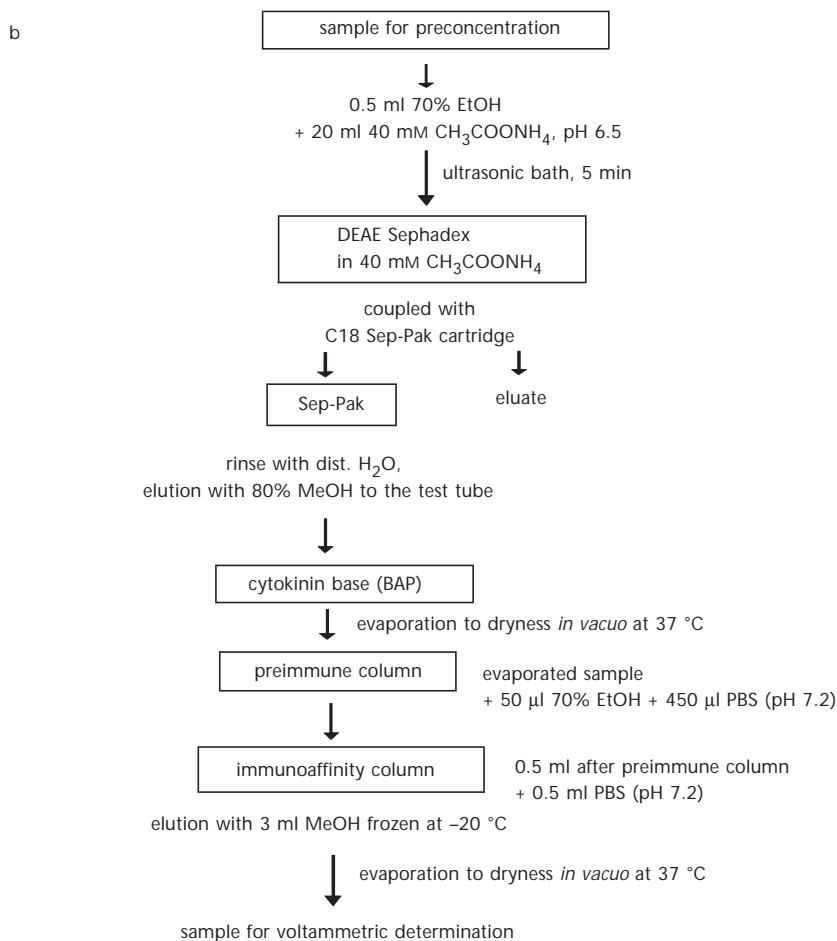 b
sample for preconcentration
0.5 ml 70% EtOH
+ 20 ml 40 mM CH3COONH4, pH 6.5
ultrasonic bath, 5 min
DEAE Sephadex
in 40 mM CH3COONH4
coupled with
C18 Sep-Pak cartridge
Sep-Pak
eluate
rinse with dist. H2O,
elution with 80% MeOH to the test tube
cytokinin base (BAP)
evaporation to dryness in vacuo at 37 °C
preimmune column
evaporated sample
+ 50 µl 70% EtOH + 450 µl PBS (pH 7.2)
immunoaffinity column
0.5 ml after preimmune column
+ 0.5 ml PBS (pH 7.2)
elution with 3 ml MeOH frozen at –20 °C
evaporation to dryness in vacuo at 37 °C
sample for voltammetric determination